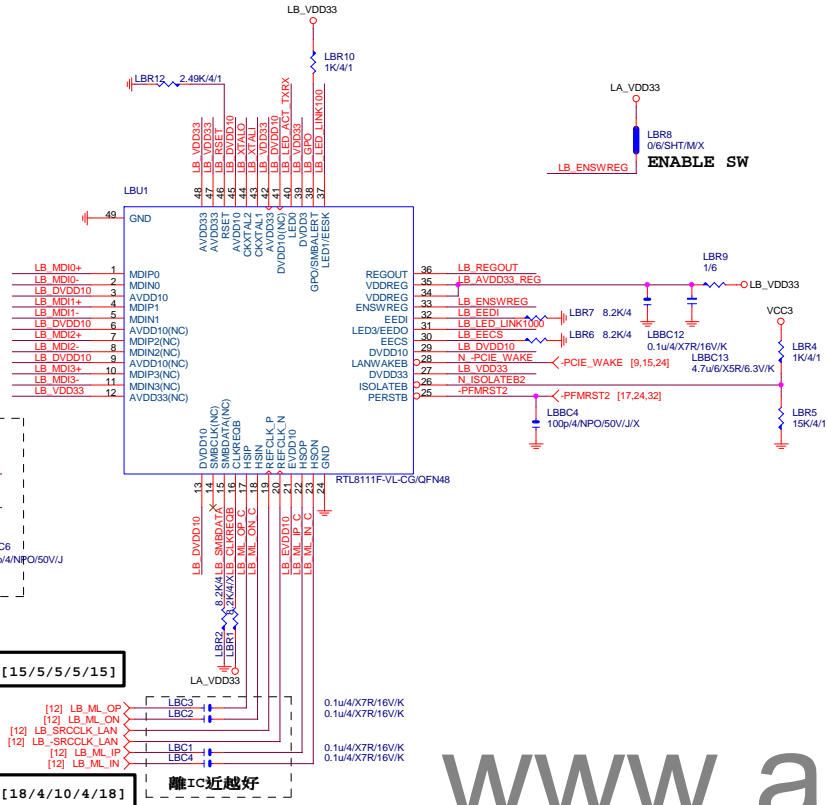 LB_VDD33
LBR10
1K/4/1
LBR12 2.49K/4/1
LA_VDD33
LBR8
0/6/SHT/M/X
ENABLE SW
LB_ENSWREG
LB_VDD33
LB_VDD33
LB_RSET
LB_DVDD10
LB_XTALO
LB_XTALI
LB_VDD33
LB_DVDD10
LB_LED_ACT_TXRX
LB_VDD33
LB_GPO
LB_LED_LINK100
LBU1
48 47 46 45 44 43 42 41 40 39 38 37
AVDD33
AVDD33
RSET
AVDD10
CKXTAL2
CKXTAL1
AVDD33
DVDD10(NC)
LED0
DVDD3
GPO/SMBALERT
LED1/EESK
49 GND
LB_MDI0+ 1 MDIP0
LB_MDI0- 2 MDIN0
LB_DVDD10 3 AVDD10
LB_MDI1+ 4 MDIP1
LB_MDI1- 5 MDIN1
LB_DVDD10 6 AVDD10(NC)
LB_MDI2+ 7 MDIP2(NC)
LB_MDI2- 8 MDIN2(NC)
LB_DVDD10 9 AVDD10(NC)
LB_MDI3+ 10 MDIP3(NC)
LB_MDI3- 11 MDIN3(NC)
LB_VDD33 12 AVDD33(NC)
REGOUT 36 LB_REGOUT
VDDREG 35 LB_AVDD33_REG
VDDREG 34
ENSWREG 33 LB_ENSWREG
EEDI 32 LB_EEDI
LED3/EEDO 31 LB_LED_LINK1000
EECS 30 LB_EECS
DVDD10 29 LB_DVDD10
LANWAKEB 28 N_-PCIE_WAKE
DVDD33 27 LB_VDD33
ISOLATEB 26 N_ISOLATEB2
PERSTB 25 -PFMRST2
LBR9
1/6
LB_VDD33
LBR7 8.2K/4
LBR6 8.2K/4
LBBC12
0.1u/4/X7R/16V/K
LBBC13
4.7u/6/X5R/6.3V/K
VCC3
LBR4
1K/4/1
-PCIE_WAKE [9,15,24]
-PFMRST2 [17,24,32]
LBBC4
100p/4/NPO/50V/J/X
LBR5
15K/4/1
DVDD10
SMBCLK(NC)
SMBDATA(NC)
CLKREQB
HSIP
HSIN
REFCLK_P
REFCLK_N
EVDD10
HSOP
HSON
GND
RTL8111F-VL-CG/QFN48
13 14 15 16 17 18 19 20 21 22 23 24
LB_DVDD10
LB_SMBDATA
LB_CLKREQB
LB_ML_OP_C
LB_ML_ON_C
LB_EVDD10
LB_ML_IP_C
LB_ML_IN_C
C6
/4/NPO/50V/J
LBR2 8.2K/4
LBR1 8.2K/4/X
LA_VDD33
[15/5/5/5/15]
[12] LB_ML_OP LBC3 0.1u/4/X7R/16V/K
[12] LB_ML_ON LBC2 0.1u/4/X7R/16V/K
[12] LB_SRCCLK_LAN
[12] LB_-SRCCLK_LAN
[12] LB_ML_IP LBC1 0.1u/4/X7R/16V/K
[12] LB_ML_IN LBC4 0.1u/4/X7R/16V/K
離IC近越好
[18/4/10/4/18]
www.a